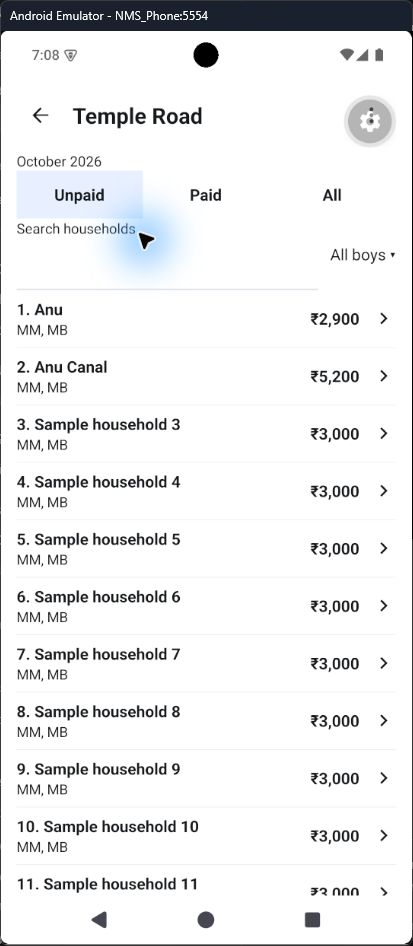 Android Emulator - NMS_Phone:5554
7:08
Temple Road
October 2026
Unpaid Paid All
Search households
All boys ▾
1. Anu
MM, MB
₹2,900
2. Anu Canal
MM, MB
₹5,200
3. Sample household 3
MM, MB
₹3,000
4. Sample household 4
MM, MB
₹3,000
5. Sample household 5
MM, MB
₹3,000
6. Sample household 6
MM, MB
₹3,000
7. Sample household 7
MM, MB
₹3,000
8. Sample household 8
MM, MB
₹3,000
9. Sample household 9
MM, MB
₹3,000
10. Sample household 10
MM, MB
₹3,000
11. Sample household 11
₹3,000